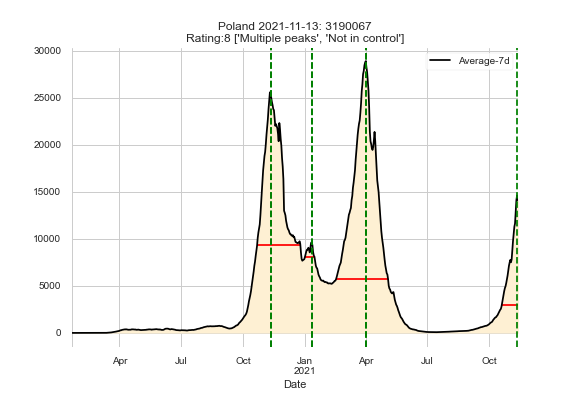 Poland 2021-11-13: 3190067
Rating:8 ['Multiple peaks', 'Not in control']
Average-7d
30000
25000
20000
15000
10000
5000
0
Apr Jul Oct Jan Apr Jul Oct
2021
Date